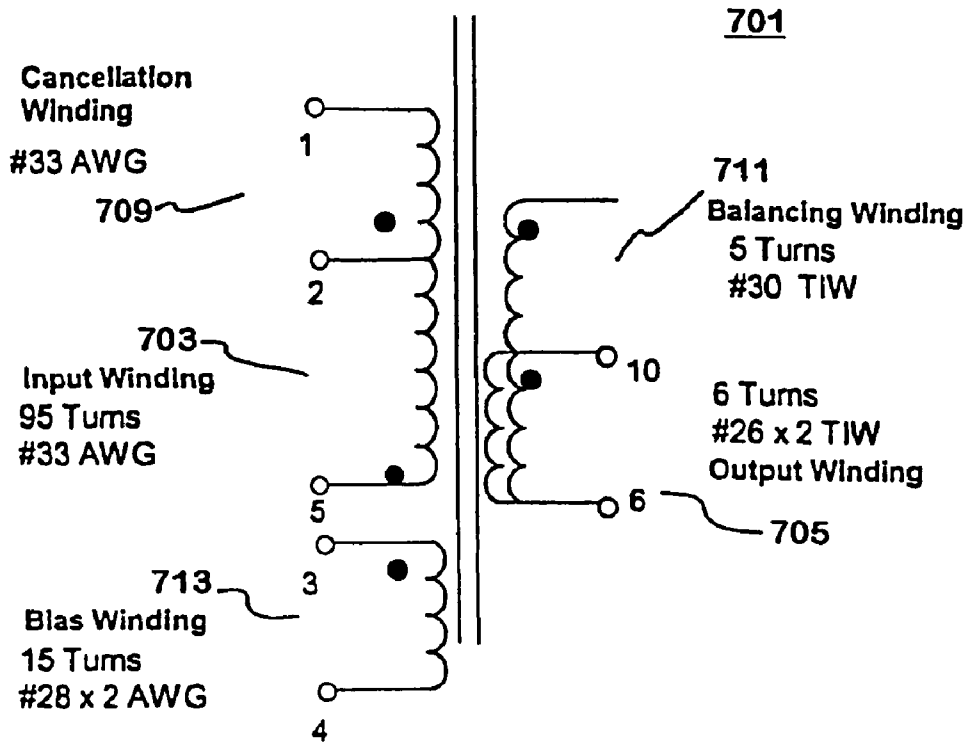 701
Cancellation
Winding
#33 AWG
709
1
2
703
Input Winding
95 Turns
#33 AWG
5
3
713
Bias Winding
15 Turns
#28 x 2 AWG
4
711
Balancing Winding
5 Turns
#30 TIW
10
6 Turns
#26 x 2 TIW
Output Winding
6
705